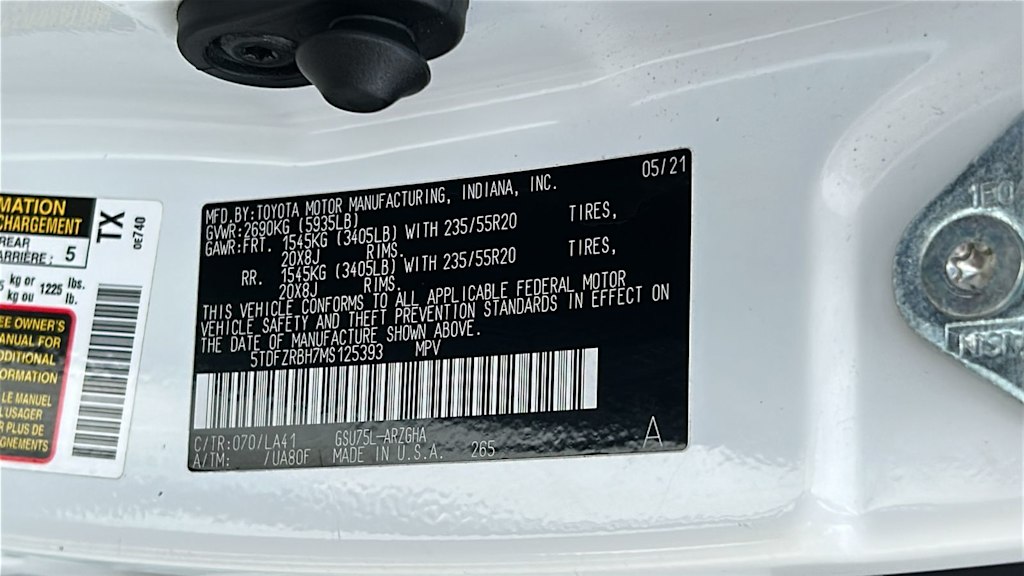 MATION
CHARGEMENT
REAR
ARRIÈRE: 5
kg or 1225 lbs.
kg ou lb.
EE OWNER'S
MANUAL FOR
DDITIONAL
FORMATION
LE MANUEL
L'USAGER
R PLUS DE
GNEMENTS
TX
0E740
MFD.BY:TOYOTA MOTOR MANUFACTURING, INDIANA, INC. 05/21
GVWR:2690KG (5935LB)
GAWR:FRT. 1545KG (3405LB) WITH 235/55R20 TIRES,
20X8J RIMS.
RR. 1545KG (3405LB) WITH 235/55R20 TIRES,
20X8J RIMS.
THIS VEHICLE CONFORMS TO ALL APPLICABLE FEDERAL MOTOR
VEHICLE SAFETY AND THEFT PREVENTION STANDARDS IN EFFECT ON
THE DATE OF MANUFACTURE SHOWN ABOVE.
5TDFZRBH7MS125393 MPV
C/TR:070/LA41 GSU75L-ARZGHA
A/TM: /UA80F MADE IN U.S.A. 265 A